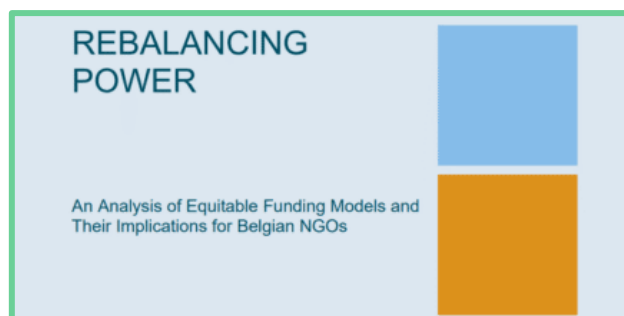 REBALANCING
POWER
An Analysis of Equitable Funding Models and
Their Implications for Belgian NGOs